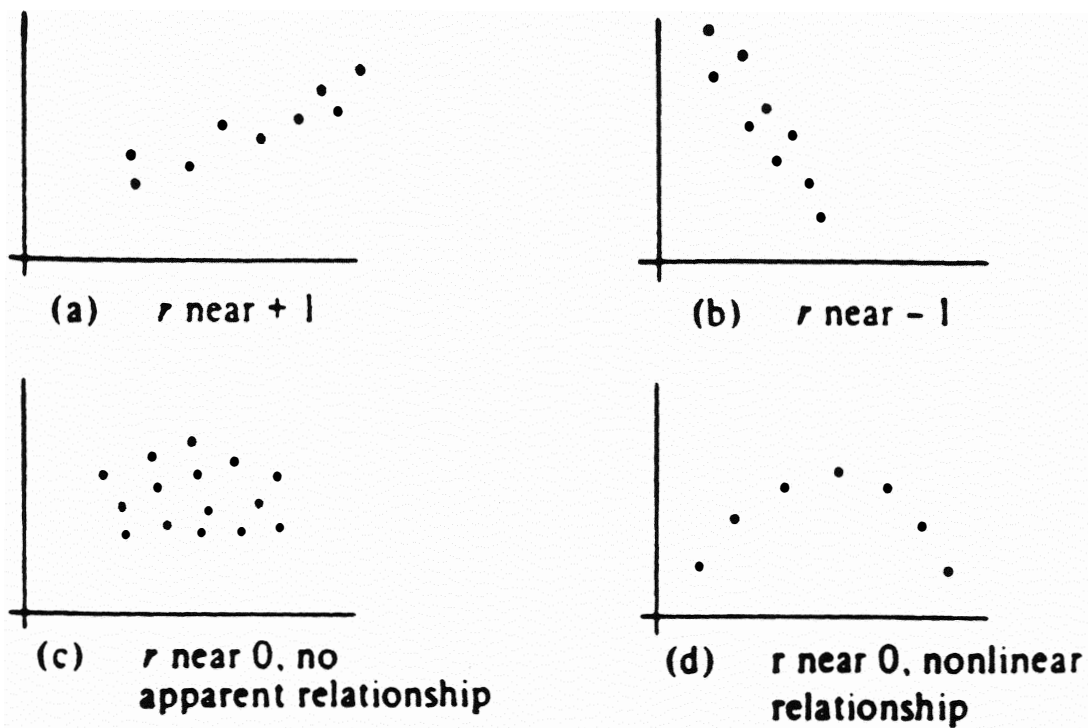 (a) r near + 1
(b) r near - 1
(c) r near 0, no
apparent relationship
(d) r near 0, nonlinear
relationship